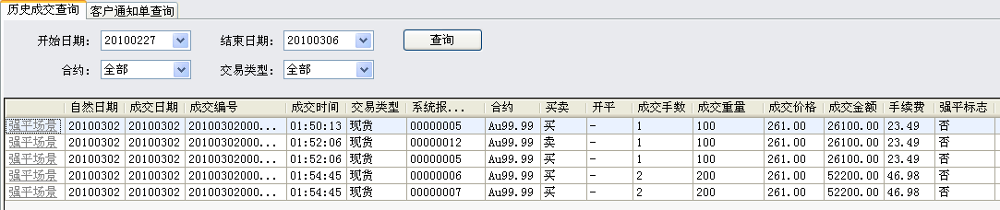 历史成交查询 客户通知单查询
开始日期： 20100227 结束日期： 20100306 查询
合约： 全部 交易类型： 全部
自然日期 成交日期 成交编号 成交时间 交易类型 系统报... 合约 买卖 开平 成交手数 成交重量 成交价格 成交金额 手续费 强平标志
强平场景 20100302 20100302 20100302000... 01:50:13 现货 00000005 Au99.99 买 - 1 100 261.00 26100.00 23.49 否
强平场景 20100302 20100302 20100302000... 01:52:06 现货 00000012 Au99.99 卖 - 1 100 261.00 26100.00 23.49 否
强平场景 20100302 20100302 20100302000... 01:52:06 现货 00000005 Au99.99 买 - 1 100 261.00 26100.00 23.49 否
强平场景 20100302 20100302 20100302000... 01:54:45 现货 00000006 Au99.99 买 - 2 200 261.00 52200.00 46.98 否
强平场景 20100302 20100302 20100302000... 01:54:45 现货 00000007 Au99.99 买 - 2 200 261.00 52200.00 46.98 否